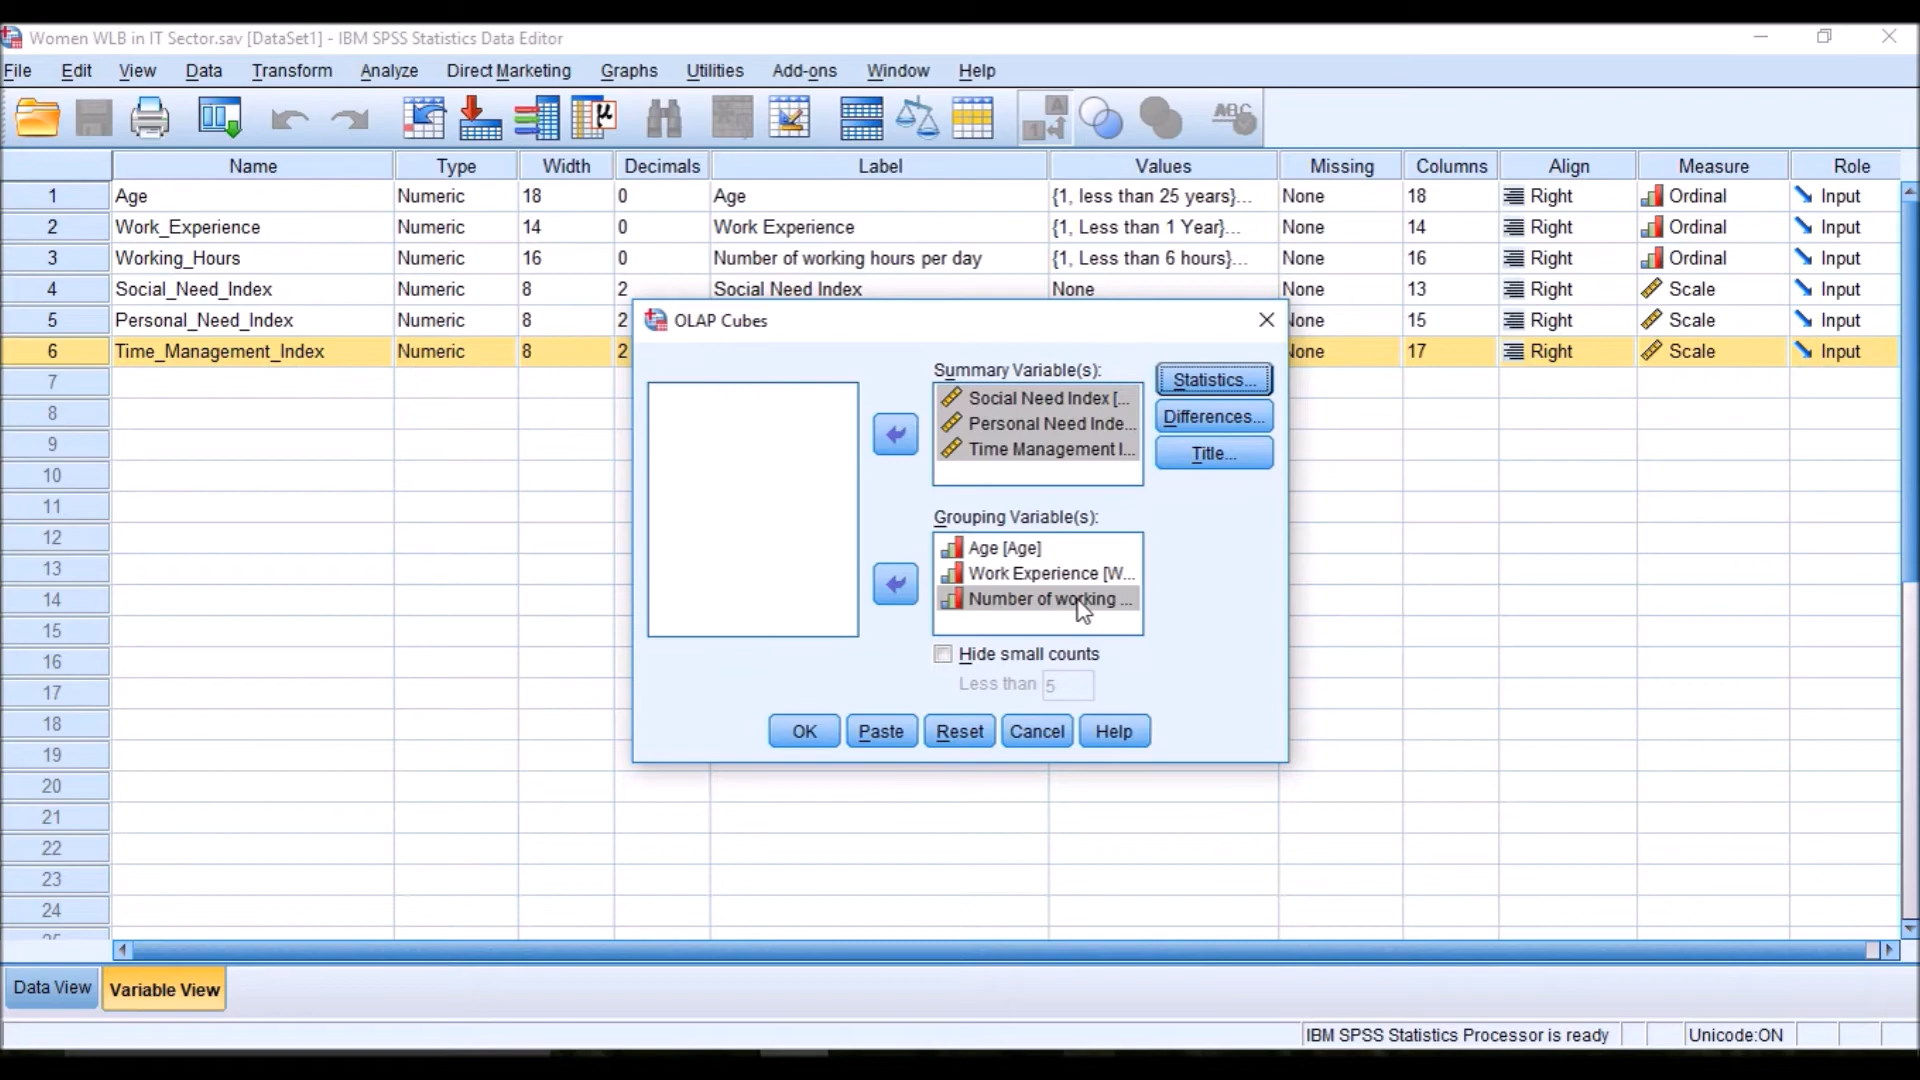 Women WLB in IT Sector.sav [DataSet1] - IBM SPSS Statistics Data Editor
File Edit View Data Transform Analyze Direct Marketing Graphs Utilities Add-ons Window Help
Name Type Width Decimals Label Values Missing Columns Align Measure Role
1 Age Numeric 18 0 Age {1, less than 25 years}... None 18 Right Ordinal Input
2 Work_Experience Numeric 14 0 Work Experience {1, Less than 1 Year}... None 14 Right Ordinal Input
3 Working_Hours Numeric 16 0 Number of working hours per day {1, Less than 6 hours}... None 16 Right Ordinal Input
4 Social_Need_Index Numeric 8 2 Social Need Index None None 13 Right Scale Input
5 Personal_Need_Index Numeric 8 2 None 15 Right Scale Input
6 Time_Management_Index Numeric 8 2 None 17 Right Scale Input
7
8
9
10
11
12
13
14
15
16
17
18
19
20
21
22
23
24
OLAP Cubes
Summary Variable(s):
Social Need Index [...
Personal Need Inde...
Time Management I...
Statistics...
Differences...
Title...
Grouping Variable(s):
Age [Age]
Work Experience [W...
Number of working ...
Hide small counts
Less than 5
OK Paste Reset Cancel Help
Data View Variable View
IBM SPSS Statistics Processor is ready Unicode:ON